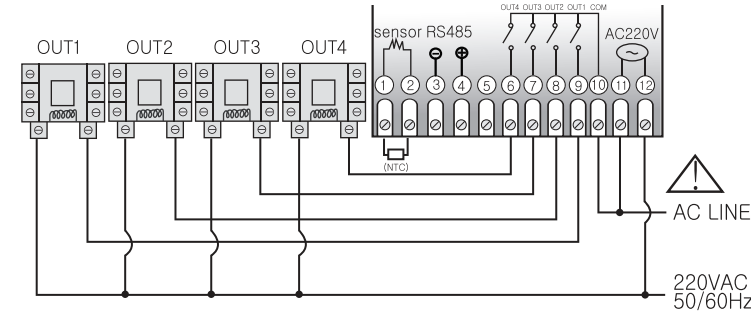 OUT4 OUT3 OUT2 OUT1 COM
sensor RS485
AC220V
OUT1 OUT2 OUT3 OUT4
1 2 3 4 5 6 7 8 9 10 11 12
(NTC)
AC LINE
220VAC
50/60Hz